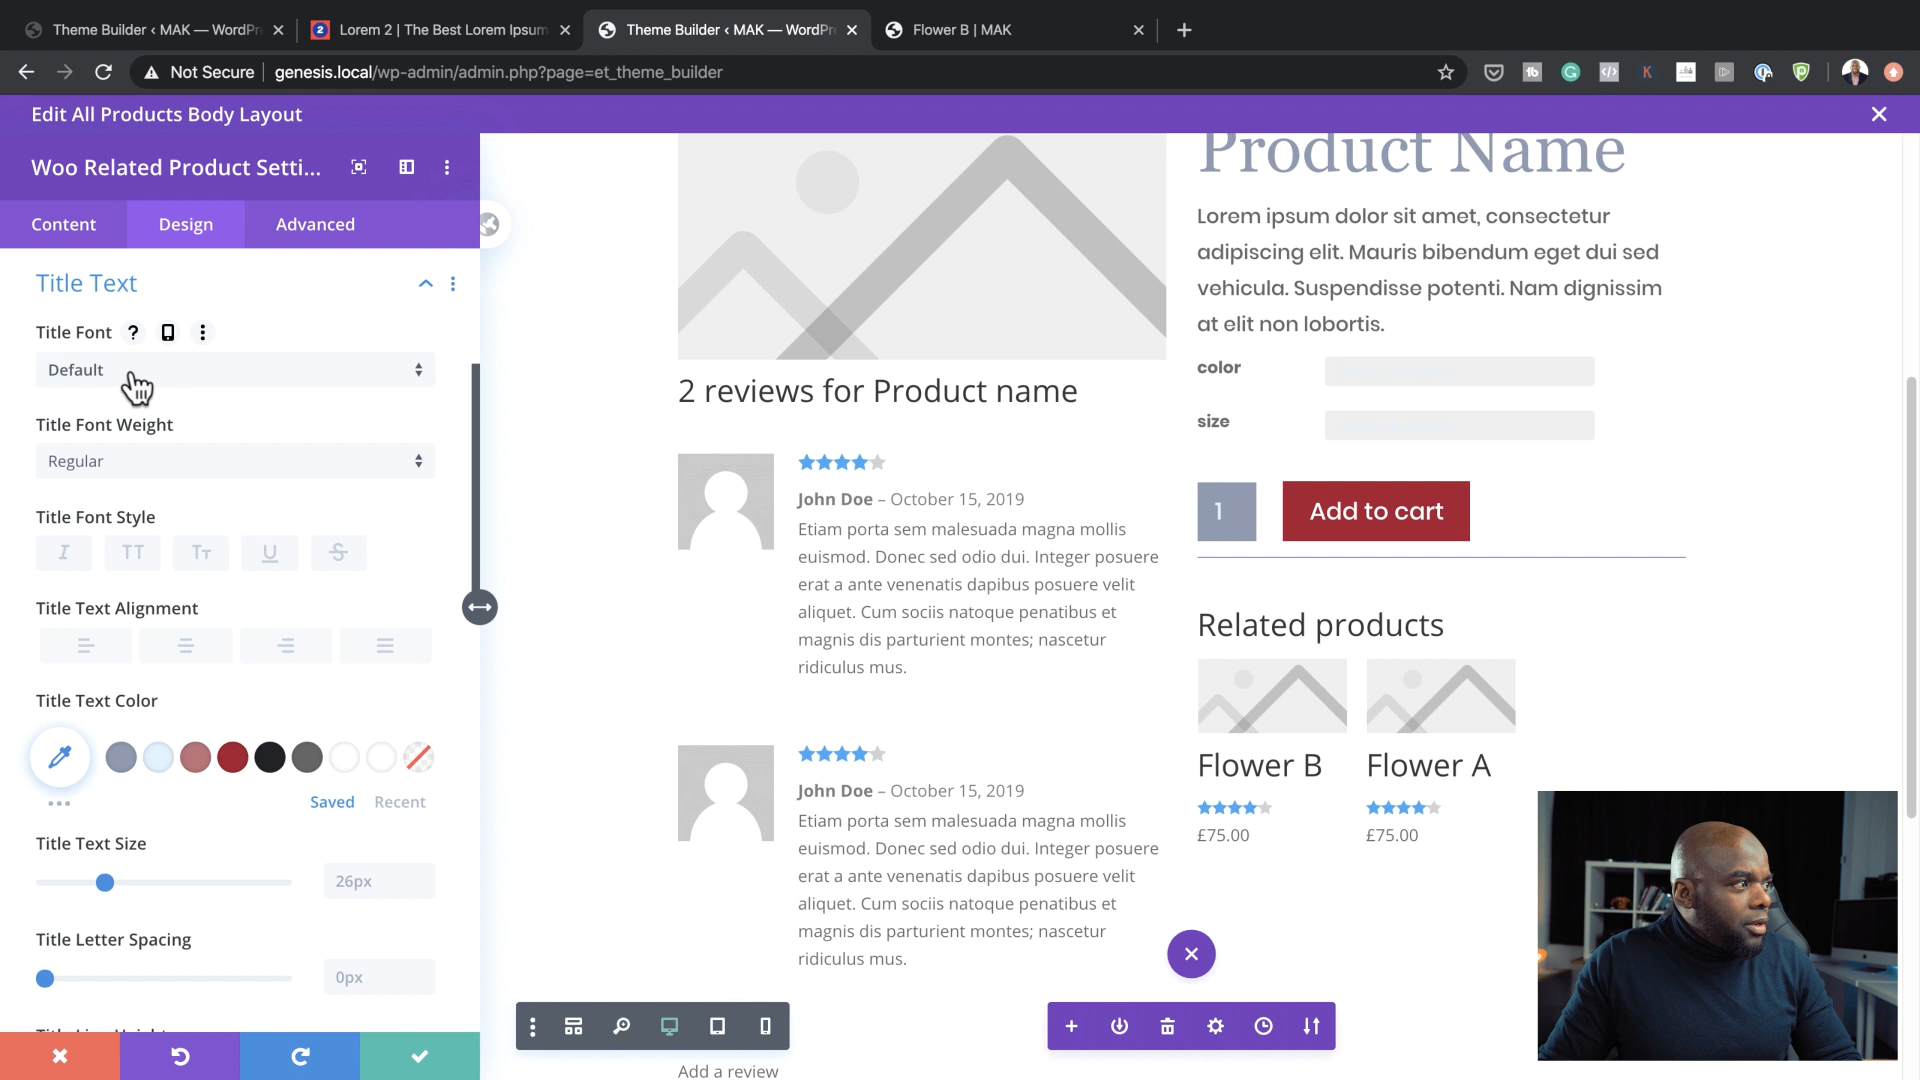 Theme Builder ‹ MAK — WordPr
Lorem 2 | The Best Lorem Ipsum
Theme Builder ‹ MAK — WordPr
Flower B | MAK
Not Secure
genesis.local/wp-admin/admin.php?page=et_theme_builder
Edit All Products Body Layout
Woo Related Product Setti...
Content
Design
Advanced
Title Text
Title Font
?
Default
Title Font Weight
Regular
Title Font Style
I
TT
Tт
U
S
Title Text Alignment
Title Text Color
Saved
Recent
Title Text Size
26px
Title Letter Spacing
0px
Product Name
Lorem ipsum dolor sit amet, consectetur
adipiscing elit. Mauris bibendum eget dui sed
vehicula. Suspendisse potenti. Nam dignissim
at elit non lobortis.
color
size
1
Add to cart
2 reviews for Product name
John Doe – October 15, 2019
Etiam porta sem malesuada magna mollis
euismod. Donec sed odio dui. Integer posuere
erat a ante venenatis dapibus posuere velit
aliquet. Cum sociis natoque penatibus et
magnis dis parturient montes; nascetur
ridiculus mus.
John Doe – October 15, 2019
Etiam porta sem malesuada magna mollis
euismod. Donec sed odio dui. Integer posuere
erat a ante venenatis dapibus posuere velit
aliquet. Cum sociis natoque penatibus et
magnis dis parturient montes; nascetur
ridiculus mus.
Related products
Flower B
£75.00
Flower A
£75.00
Add a review